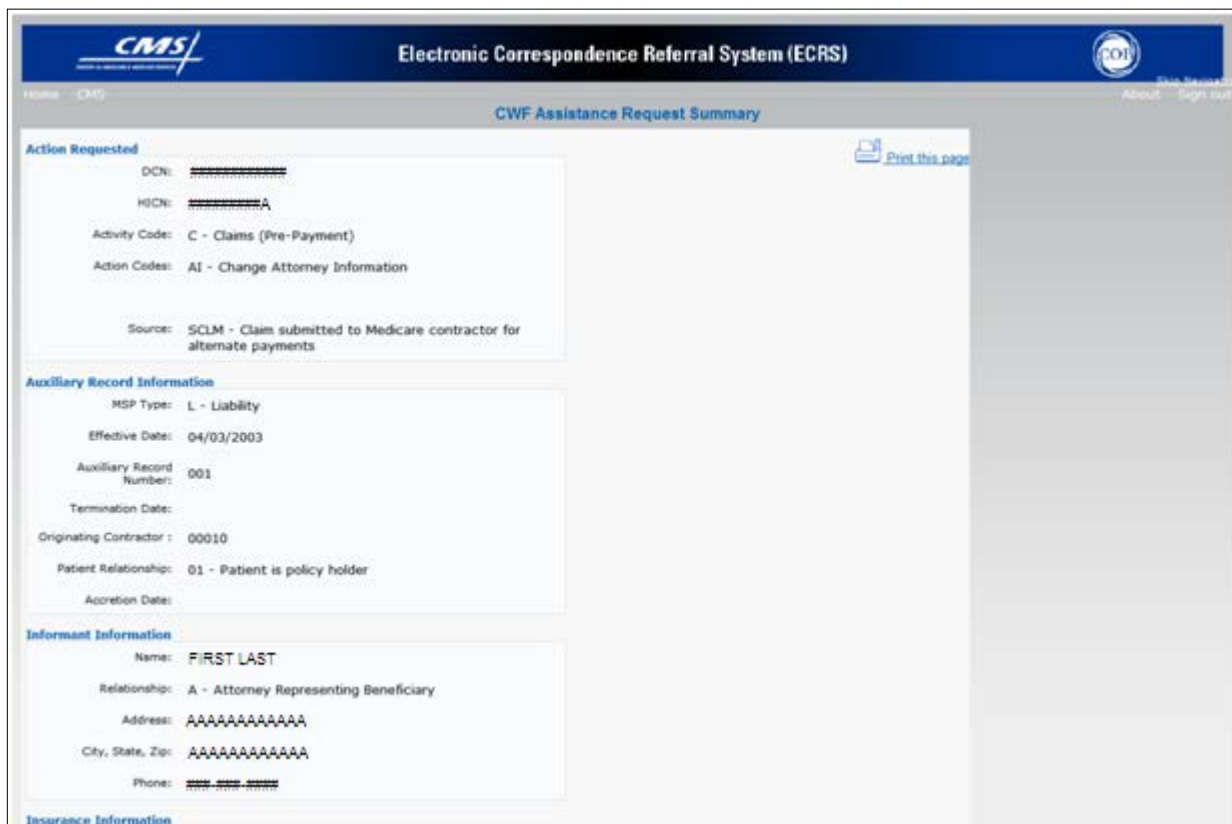 CMS
Electronic Correspondence Referral System (ECRS)
COB
Skip Navigati
Home CMS
About Sign out
CWF Assistance Request Summary
Action Requested
Print this page
DCN: ############
HICN: #########A
Activity Code: C - Claims (Pre-Payment)
Action Codes: AI - Change Attorney Information
Source: SCLM - Claim submitted to Medicare contractor for
alternate payments
Auxiliary Record Information
MSP Type: L - Liability
Effective Date: 04/03/2003
Auxilliary Record
Number: 001
Termination Date:
Originating Contractor : 00010
Patient Relationship: 01 - Patient is policy holder
Accretion Date:
Informant Information
Name: FIRST LAST
Relationship: A - Attorney Representing Beneficiary
Address: AAAAAAAAAAAA
City, State, Zip: AAAAAAAAAAAA
Phone: ###-###-####
Insurance Information